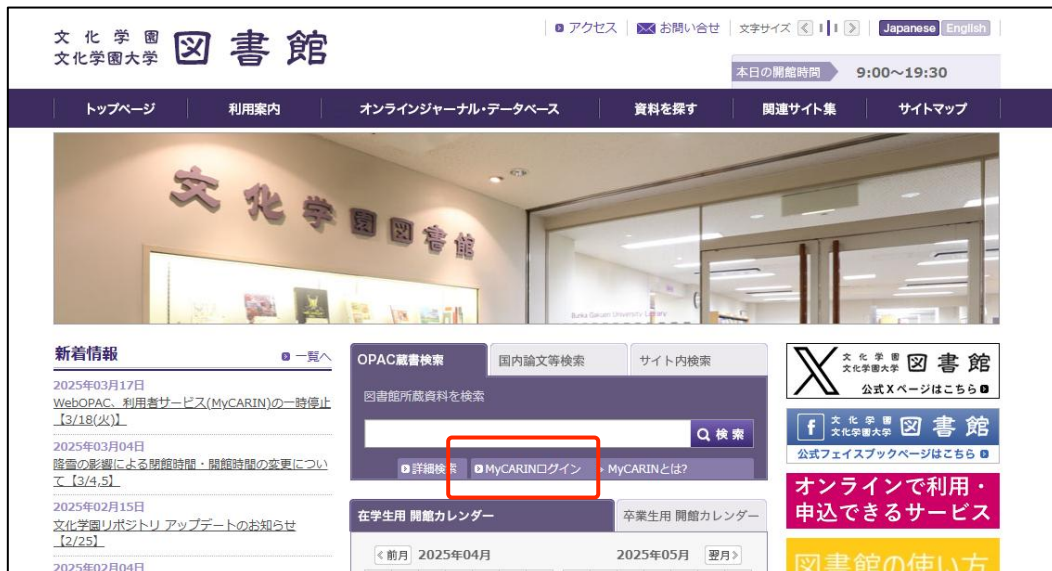 文化学園
文化学園大学 図書館
アクセス
お問い合せ
文字サイズ
Japanese English
本日の開館時間 9:00～19:30
トップページ 利用案内 オンラインジャーナル・データベース 資料を探す 関連サイト集 サイトマップ
文化学園図書館
Bunka Gakuen University Library
新着情報 一覧へ
2025年03月17日
WebOPAC、利用者サービス(MyCARIN)の一時停止
【3/18(火)】
2025年03月04日
降雪の影響による開館時間・閉館時間の変更につい
て【3/4,5】
2025年02月15日
文化学園リポジトリ アップデートのお知らせ
【2/25】
2025年02月04日
OPAC蔵書検索 国内論文等検索 サイト内検索
図書館所蔵資料を検索
検索
詳細検索 MyCARINログイン MyCARINとは?
在学生用 開館カレンダー 卒業生用 開館カレンダー
前月 2025年04月 2025年05月 翌月
文化学園
文化学園大学 図書館
公式Xページはこちら
文化学園
文化学園大学 図書館
公式フェイスブックページはこちら
オンラインで利用・
申込できるサービス
図書館の使い方